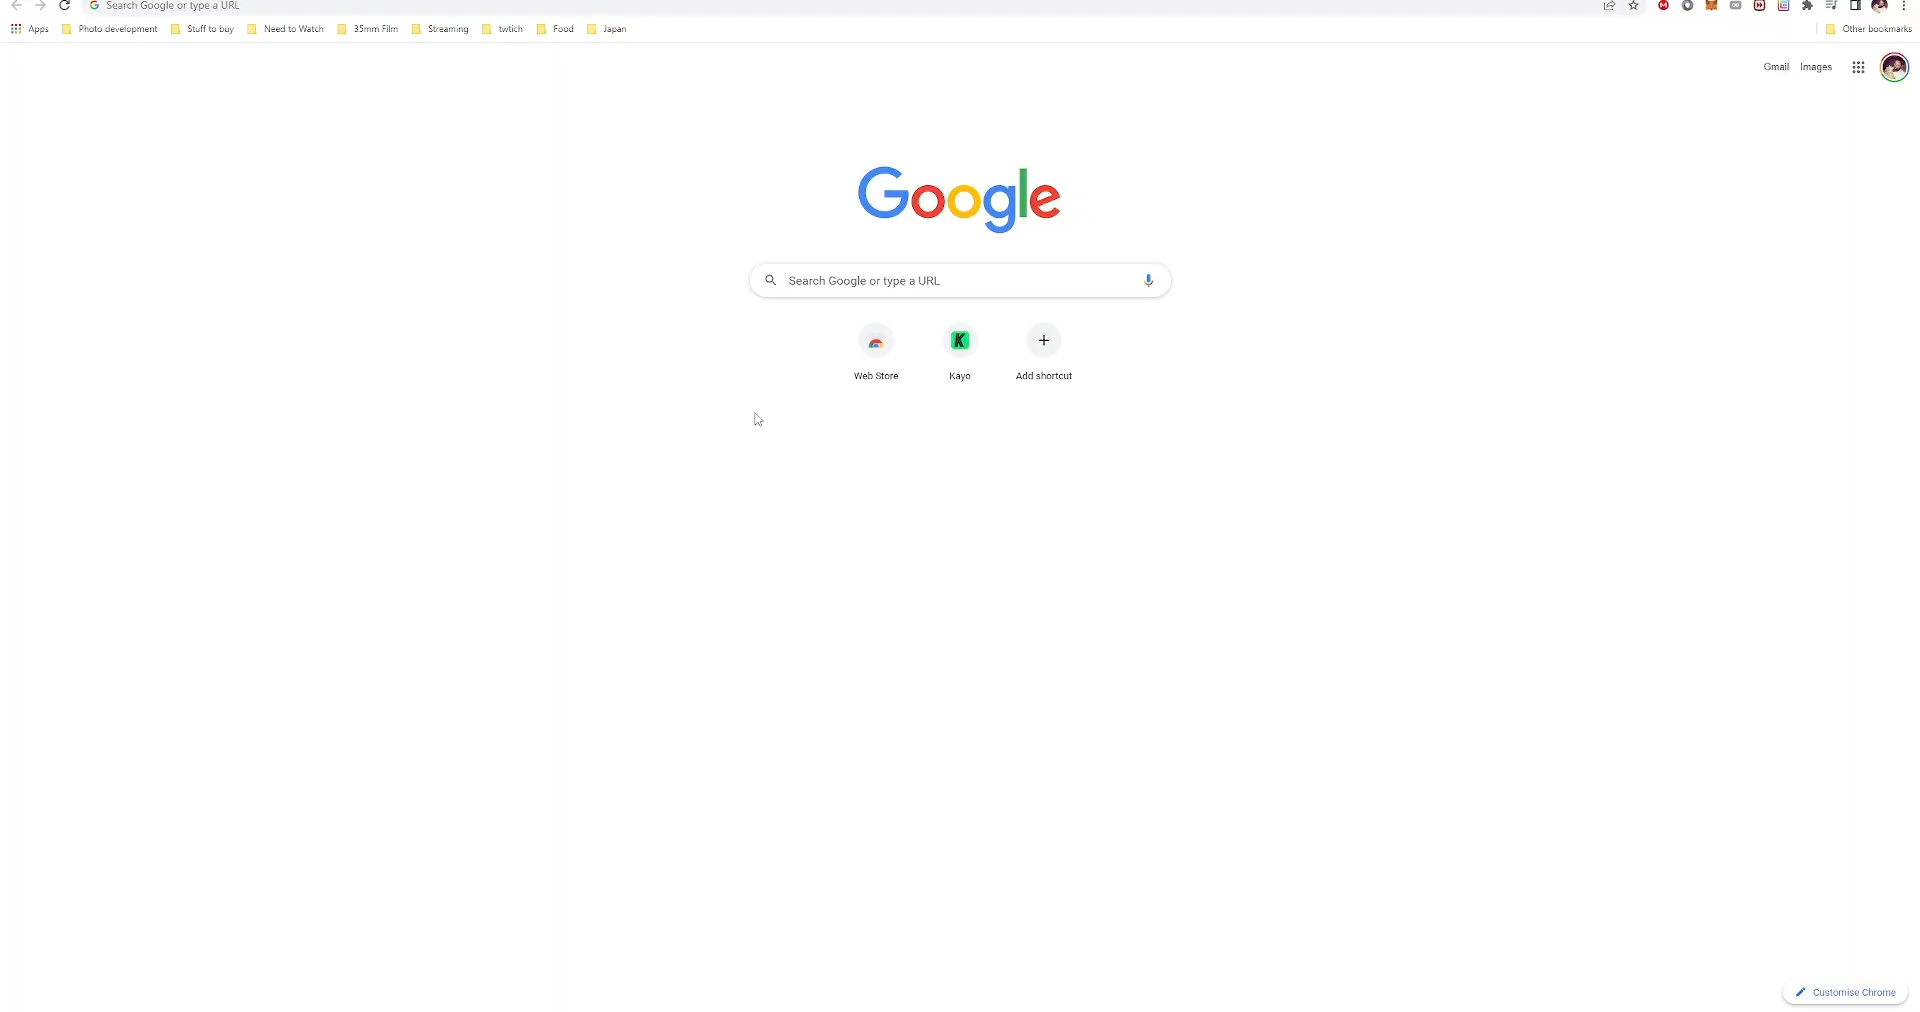 Search Google or type a URL
Apps Photo development Stuff to buy Need to Watch 35mm Film Streaming twtich Food Japan Other bookmarks
Gmail Images
Google
Search Google or type a URL
K
Web Store Kayo Add shortcut
Customise Chrome